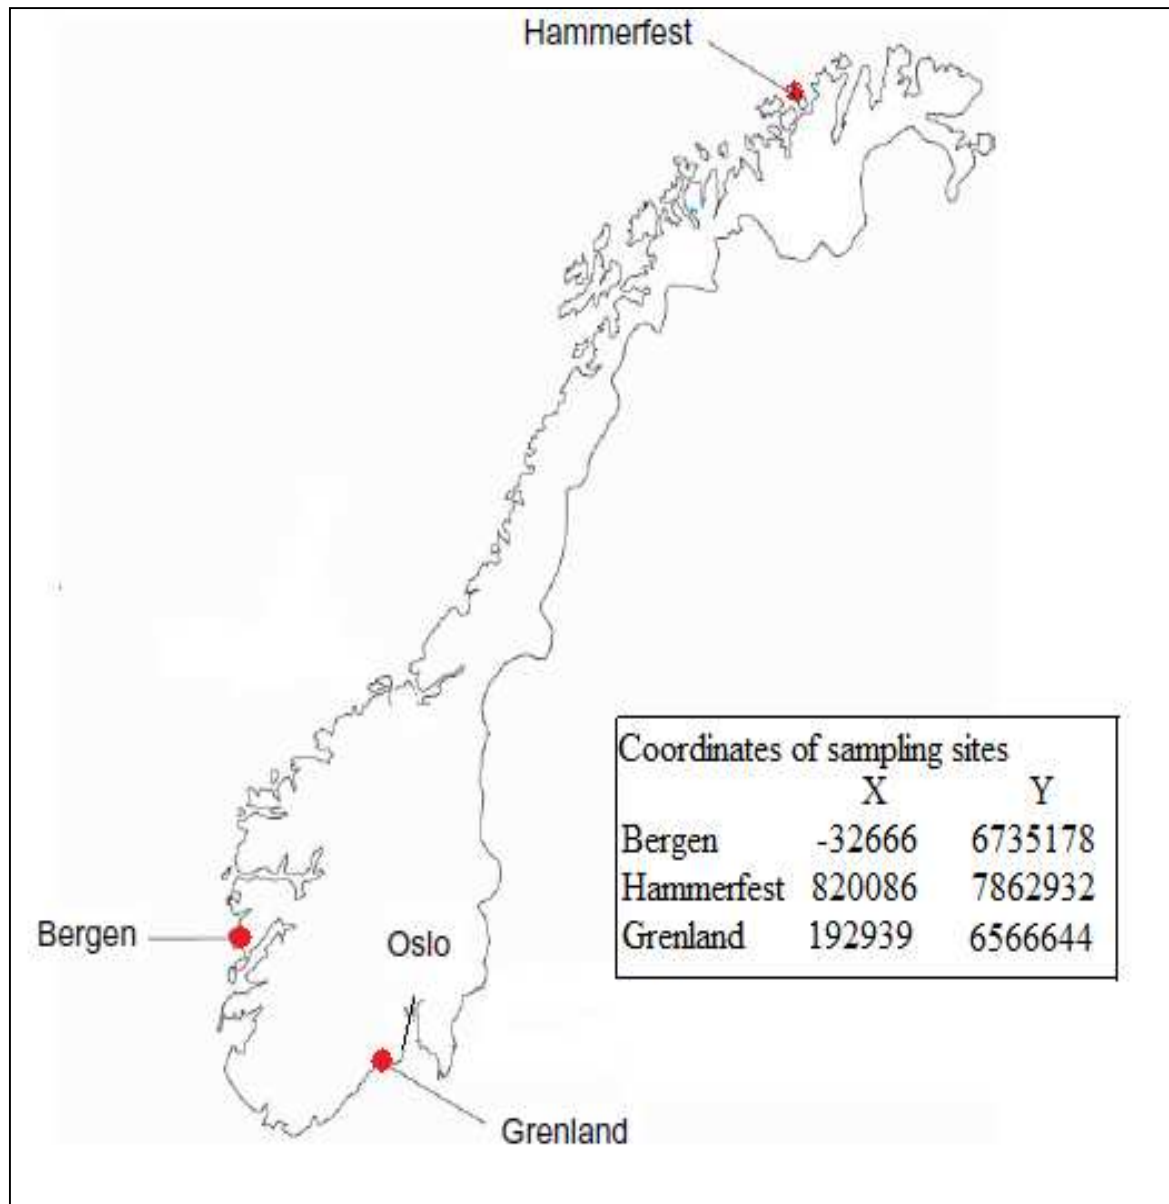 Hammerfest
Coordinates of sampling sites
X Y
Bergen -32666 6735178
Hammerfest 820086 7862932
Grenland 192939 6566644
Bergen
Oslo
Grenland